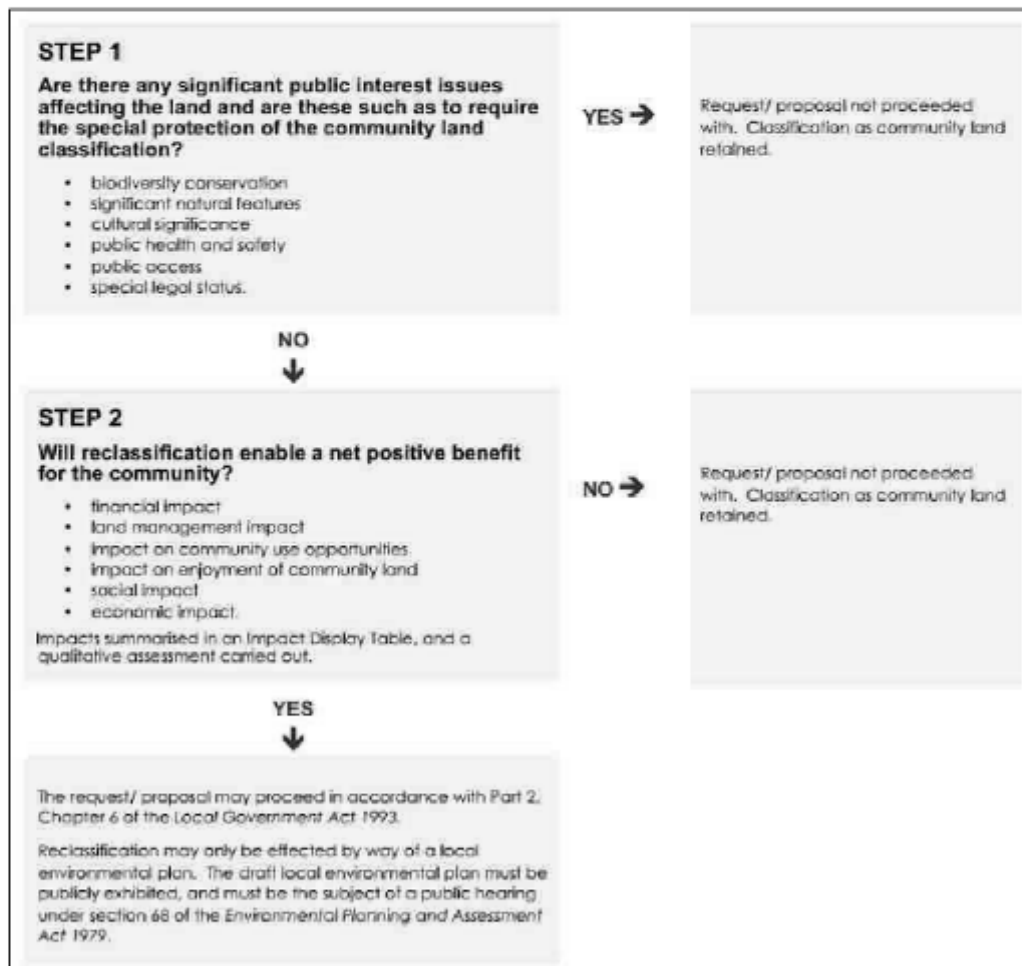 STEP 1
Are there any significant public interest issues
affecting the land and are these such as to require
the special protection of the community land
classification?
• biodiversity conservation
• significant natural features
• cultural significance
• public health and safety
• public access
• special legal status.
YES →
Request/ proposal not proceeded
with. Classification as community land
retained.
NO
↓
STEP 2
Will reclassification enable a net positive benefit
for the community?
• financial impact
• land management impact
• impact on community use opportunities
• impact on enjoyment of community land
• social impact
• economic impact.
Impacts summarised in an Impact Display Table, and a
qualitative assessment carried out.
NO →
Request/ proposal not proceeded
with. Classification as community land
retained.
YES
↓
The request/ proposal may proceed in accordance with Part 2,
Chapter 6 of the Local Government Act 1993.
Reclassification may only be effected by way of a local
environmental plan. The draft local environmental plan must be
publicly exhibited, and must be the subject of a public hearing
under section 68 of the Environmental Planning and Assessment
Act 1979.